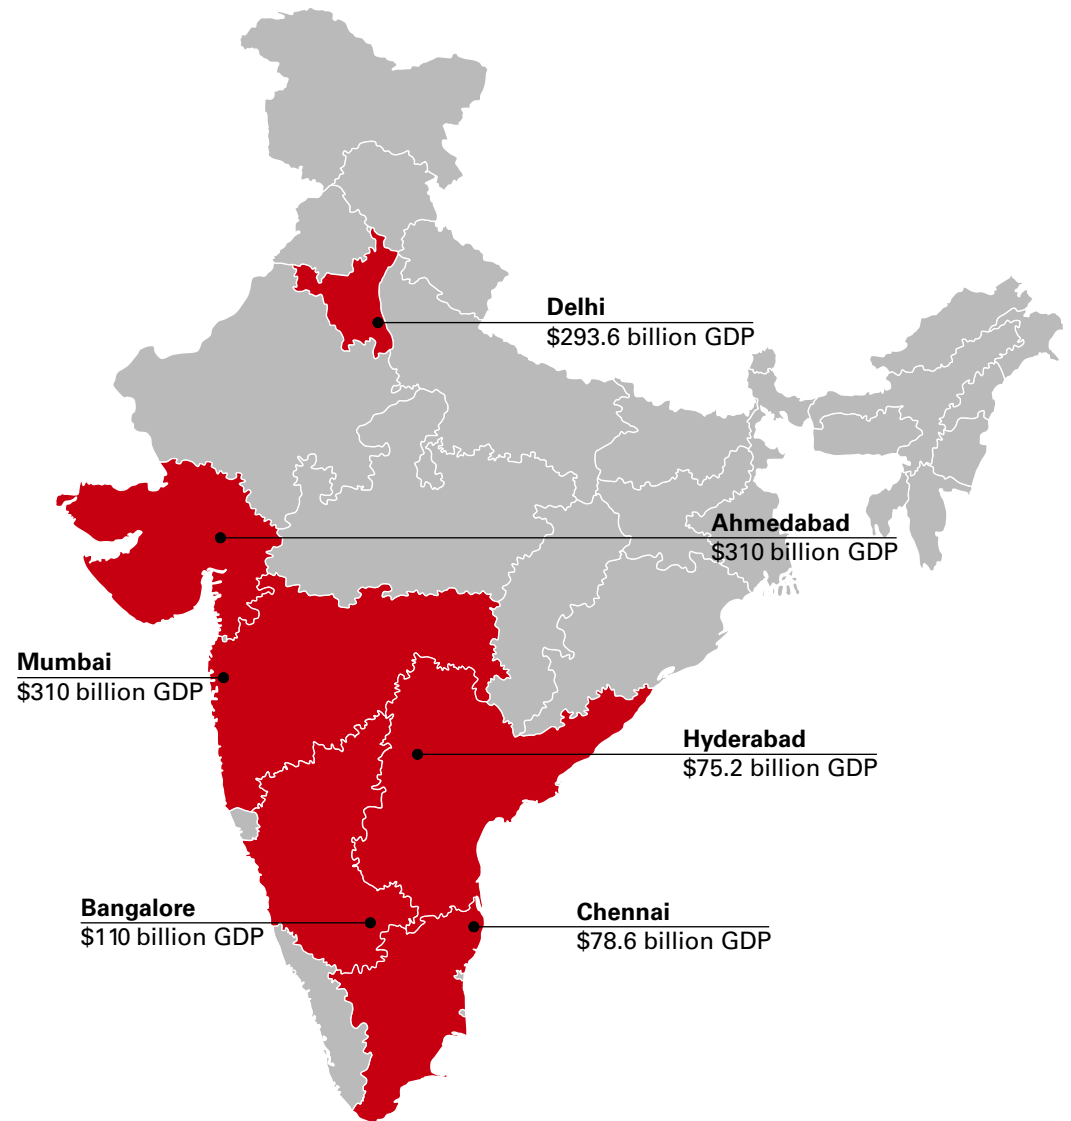 Delhi
$293.6 billion GDP
Ahmedabad
$310 billion GDP
Mumbai
$310 billion GDP
Hyderabad
$75.2 billion GDP
Bangalore
$110 billion GDP
Chennai
$78.6 billion GDP